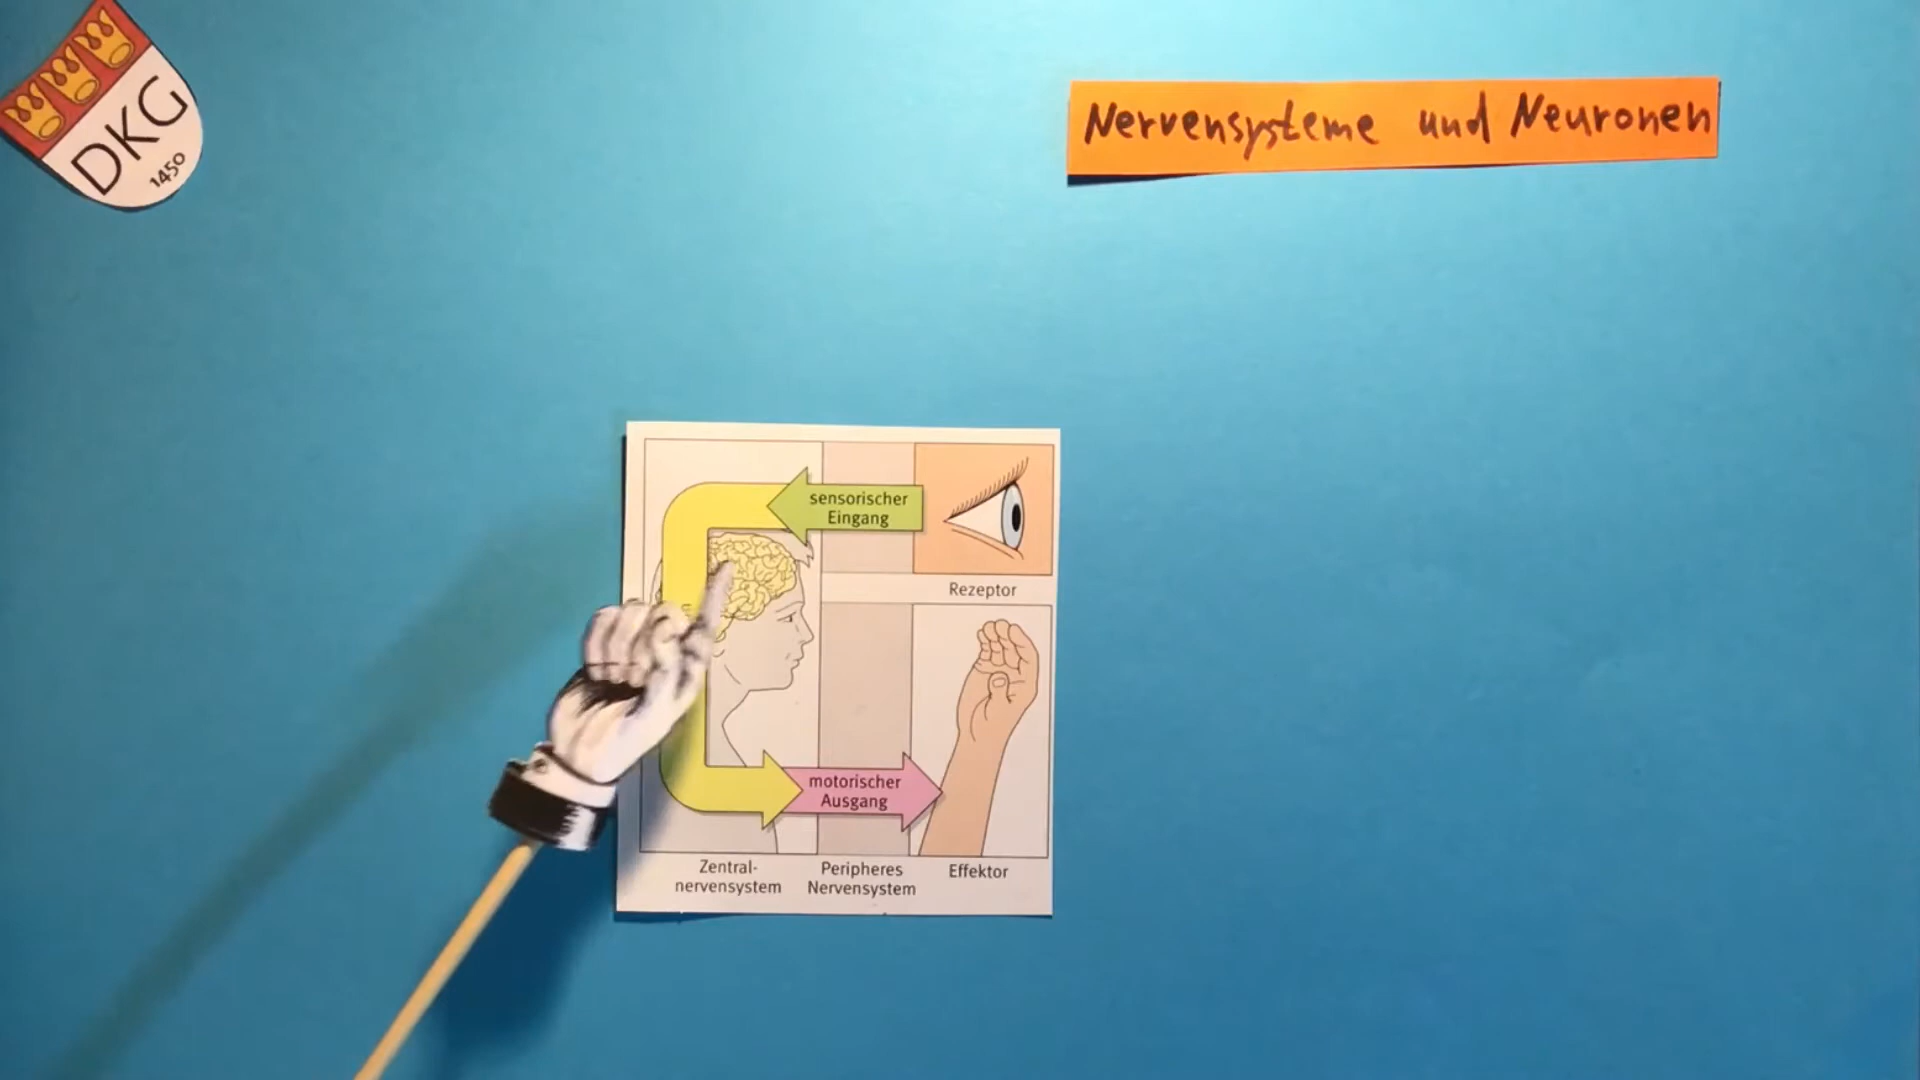 DKG
1450
Nervensysteme und Neuronen
sensorischer
Eingang
Rezeptor
motorischer
Ausgang
Zentral-
nervensystem
Peripheres
Nervensystem
Effektor